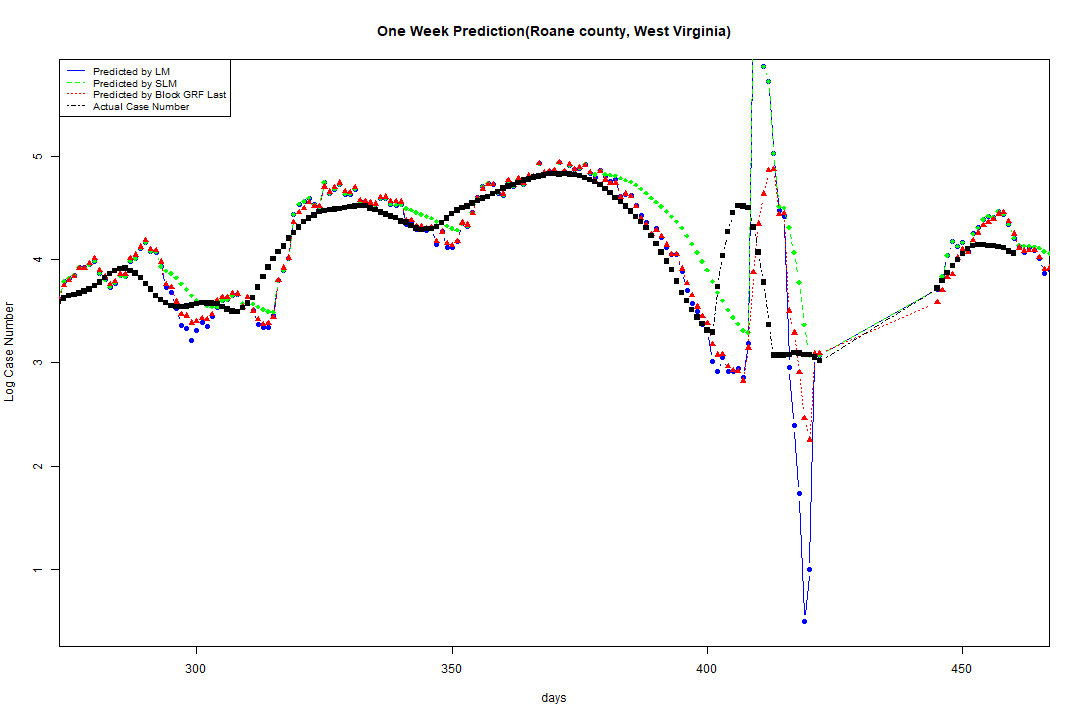 One Week Prediction(Roane county, West Virginia)
Predicted by LM
Predicted by SLM
Predicted by Block GRF Last
Actual Case Number
5
4
3
2
1
Log Case Number
300 350 400 450
days